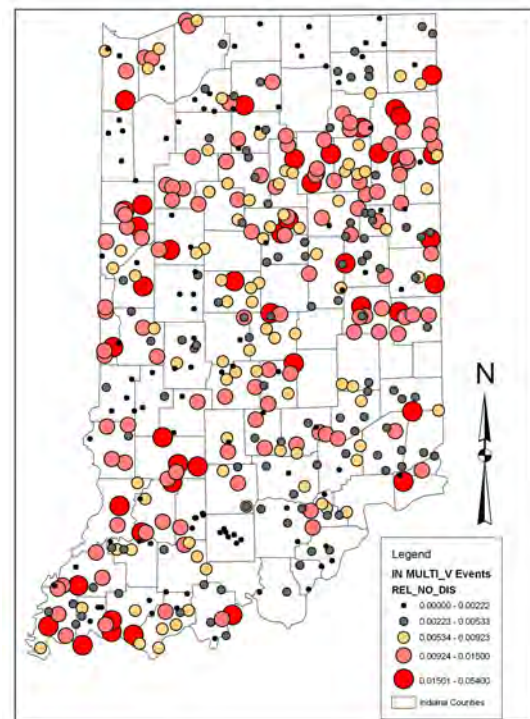 N
Legend
IN MULTI_V Events
REL_NO_DIS
0.00000 - 0.00222
0.00223 - 0.00533
0.00534 - 0.00923
0.00924 - 0.01500
0.01501 - 0.05400
Indiana Counties